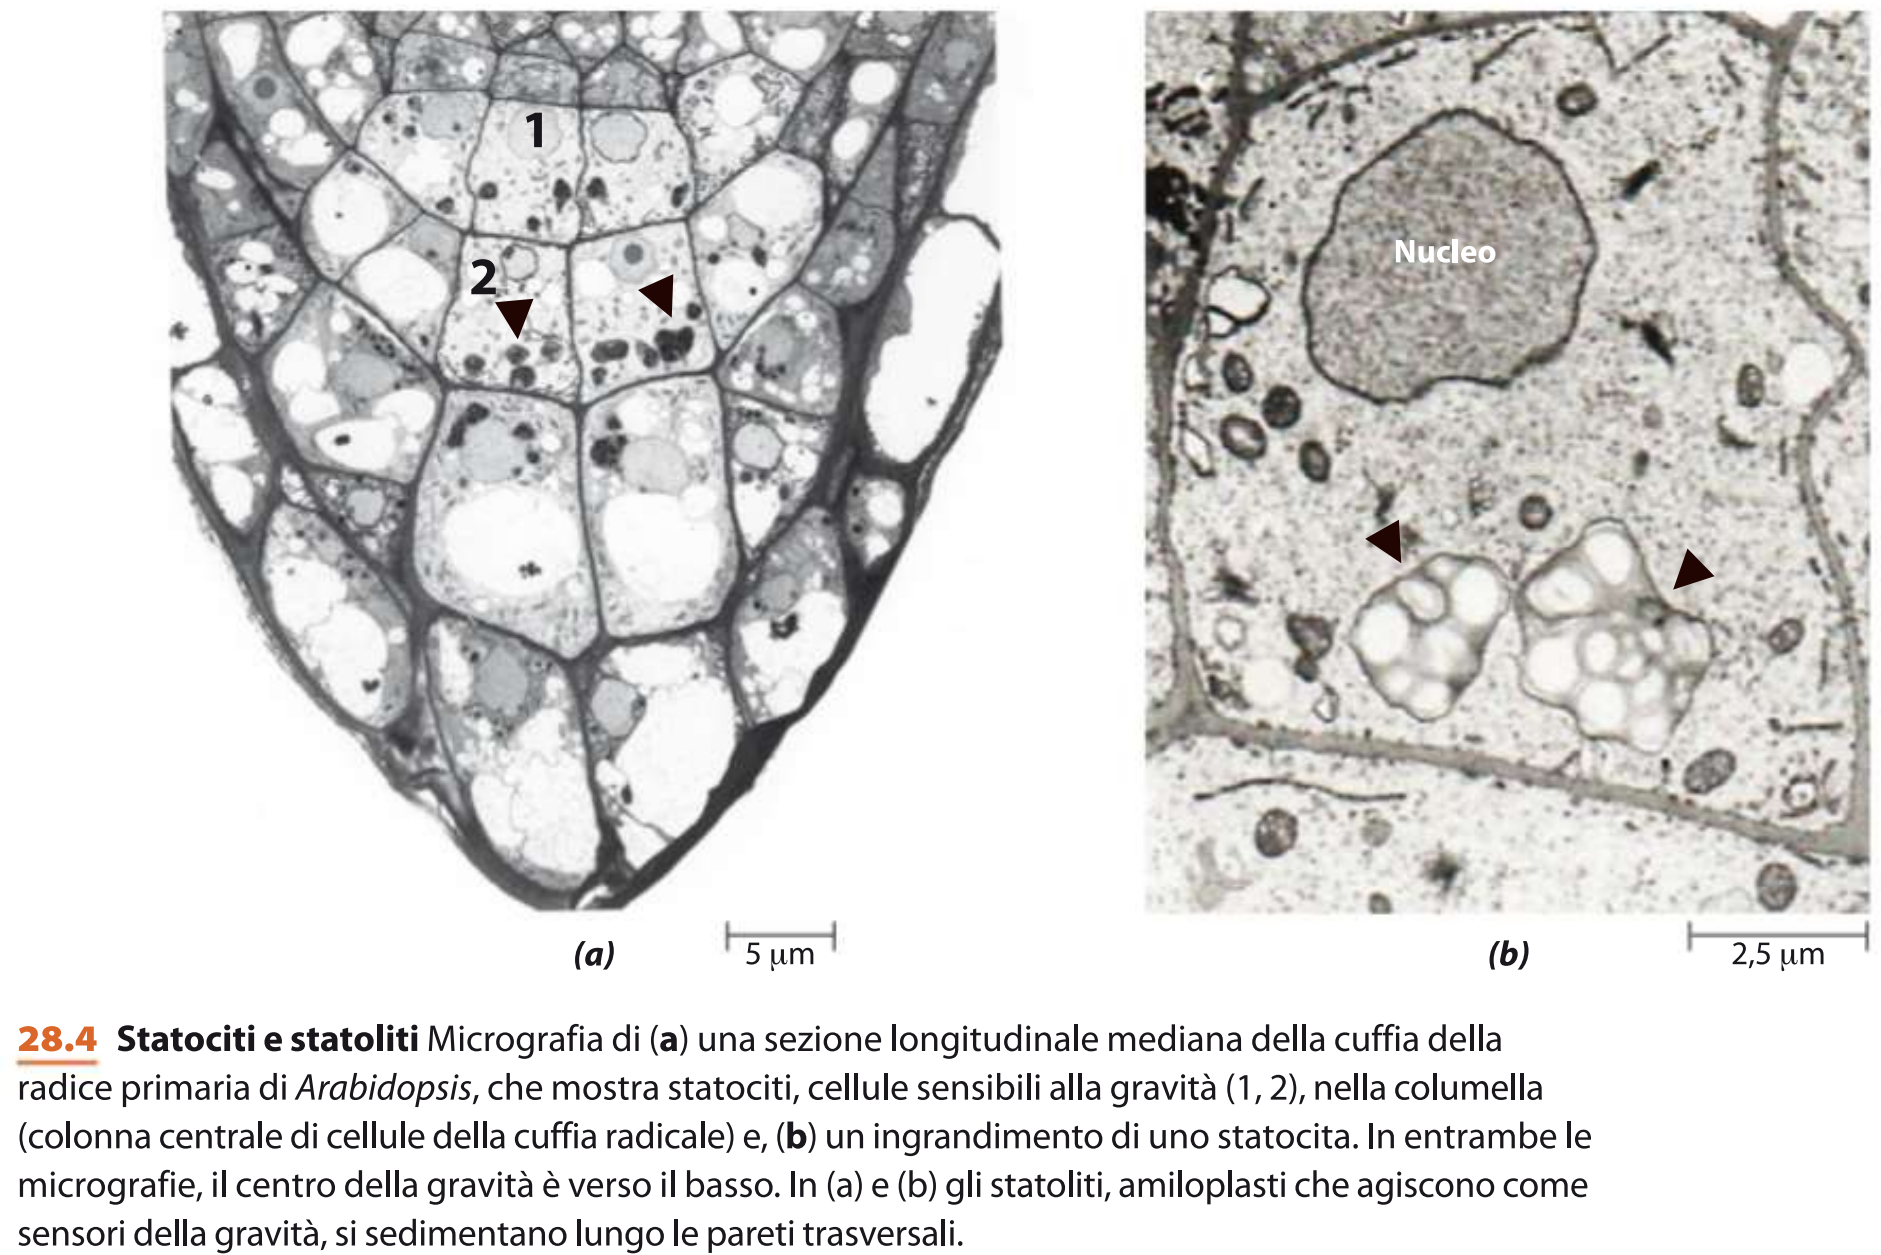 1
2
Nucleo
(a)
5 μm
(b)
2,5 μm
28.4 Statociti e statoliti Micrografia di (a) una sezione longitudinale mediana della cuffia della
radice primaria di Arabidopsis, che mostra statociti, cellule sensibili alla gravità (1, 2), nella columella
(colonna centrale di cellule della cuffia radicale) e, (b) un ingrandimento di uno statocita. In entrambe le
micrografie, il centro della gravità è verso il basso. In (a) e (b) gli statoliti, amiloplasti che agiscono come
sensori della gravità, si sedimentano lungo le pareti trasversali.